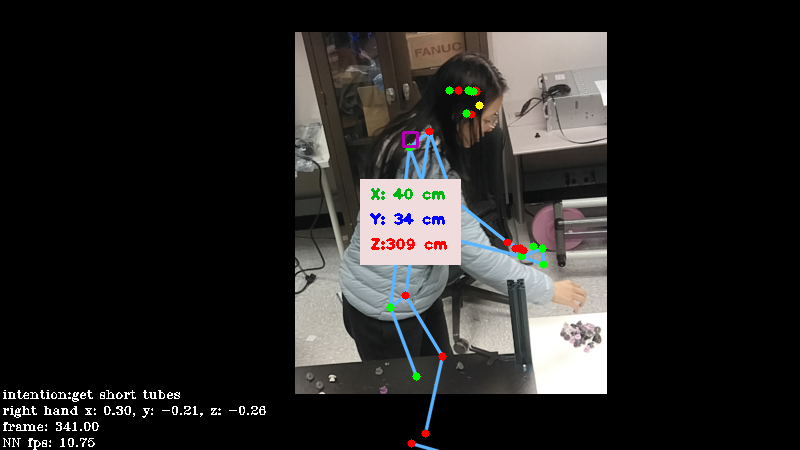 FANUC
X: 40 cm
Y: 34 cm
Z:309 cm
intention:get short tubes
right hand x: 0.30, y: -0.21, z: -0.26
frame: 341.00
NN fps: 10.75